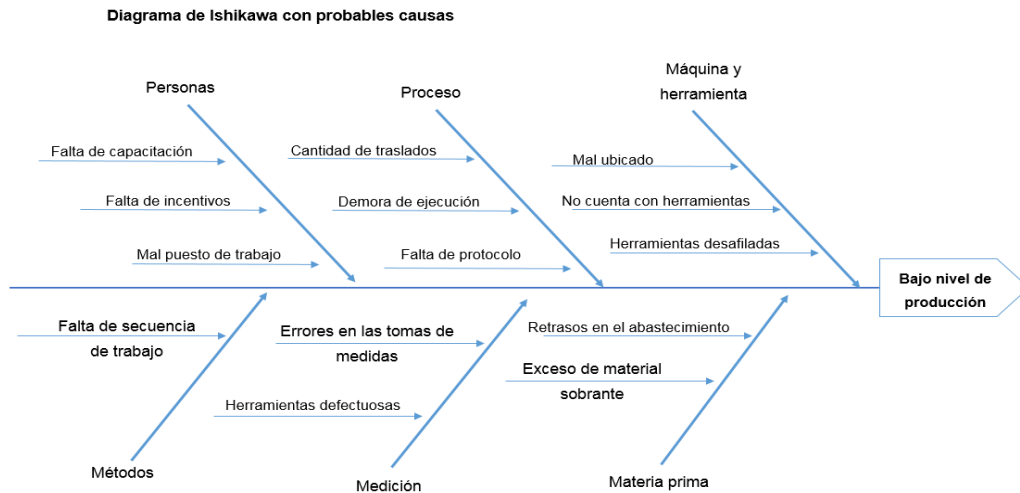 Diagrama de Ishikawa con probables causas
Personas
Proceso
Máquina y
herramienta
Falta de capacitación
Cantidad de traslados
Mal ubicado
Falta de incentivos
Demora de ejecución
No cuenta con herramientas
Mal puesto de trabajo
Falta de protocolo
Herramientas desafiladas
Bajo nivel de
producción
Falta de secuencia
de trabajo
Errores en las tomas de
medidas
Retrasos en el abastecimiento
Exceso de material
sobrante
Herramientas defectuosas
Métodos
Medición
Materia prima